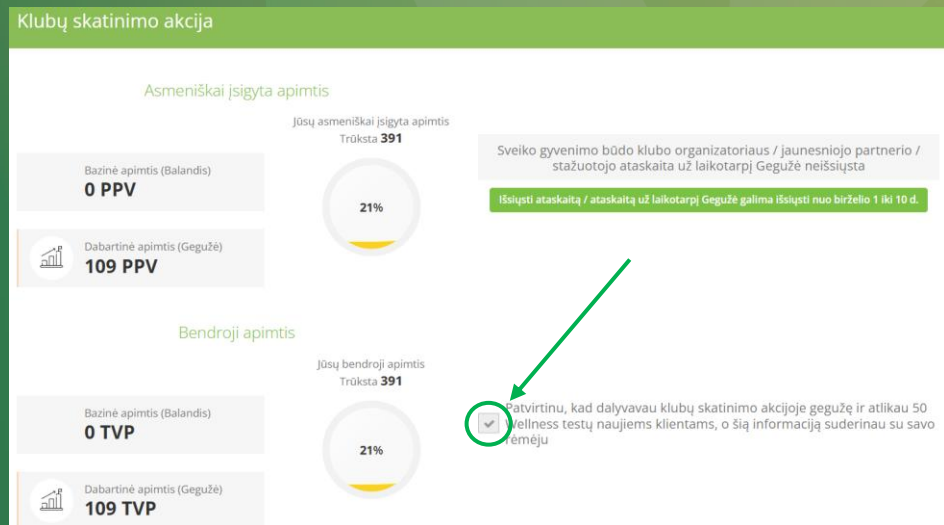 Klubų skatinimo akcija
Asmeniškai įsigyta apimtis
Jūsų asmeniškai įsigyta apimtis
Trūksta 391
Bazinė apimtis (Balandis)
0 PPV
21%
Dabartinė apimtis (Gegužė)
109 PPV
Sveiko gyvenimo būdo klubo organizatoriaus / jaunesniojo partnerio /
stažuotojo ataskaita už laikotarpį Gegužė neišsiųsta
Išsiųsti ataskaitą / ataskaitą už laikotarpį Gegužė galima išsiųsti nuo birželio 1 iki 10 d.
Bendroji apimtis
Jūsų bendroji apimtis
Trūksta 391
Bazinė apimtis (Balandis)
0 TVP
21%
Dabartinė apimtis (Gegužė)
109 TVP
Patvirtinu, kad dalyvavau klubų skatinimo akcijoje gegužę ir atlikau 50
Wellness testų naujiems klientams, o šią informaciją suderinau su savo
rėmėju